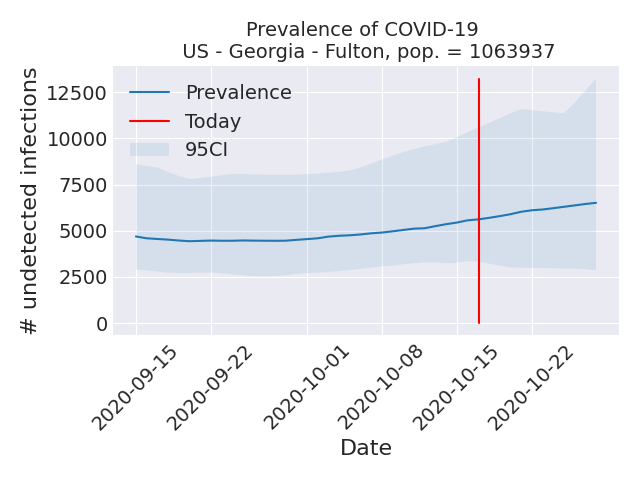 Prevalence of COVID-19
US - Georgia - Fulton, pop. = 1063937
# undetected infections
12500
10000
7500
5000
2500
0
Prevalence
Today
95CI
2020-09-15
2020-09-22
2020-10-01
2020-10-08
2020-10-15
2020-10-22
Date